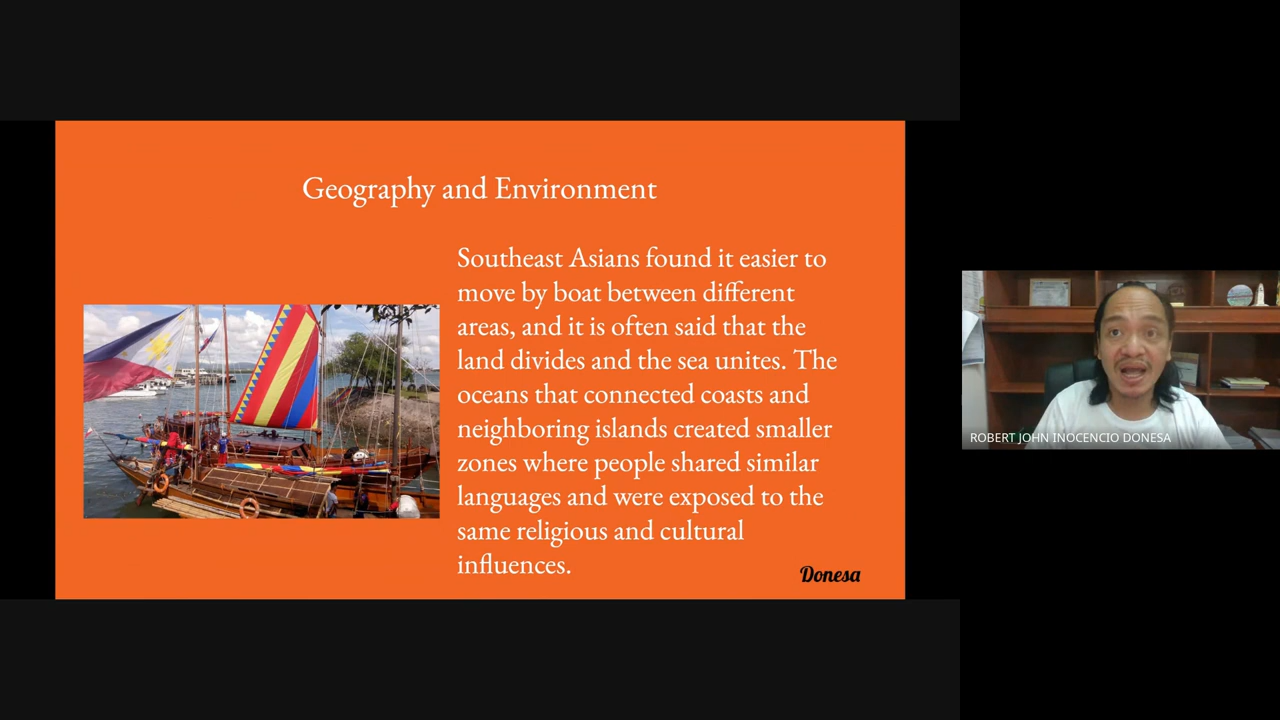 Geography and Environment
Southeast Asians found it easier to
move by boat between different
areas, and it is often said that the
land divides and the sea unites. The
oceans that connected coasts and
neighboring islands created smaller
zones where people shared similar
languages and were exposed to the
same religious and cultural
influences.
Donesa
ROBERT JOHN INOCENCIO DONESA